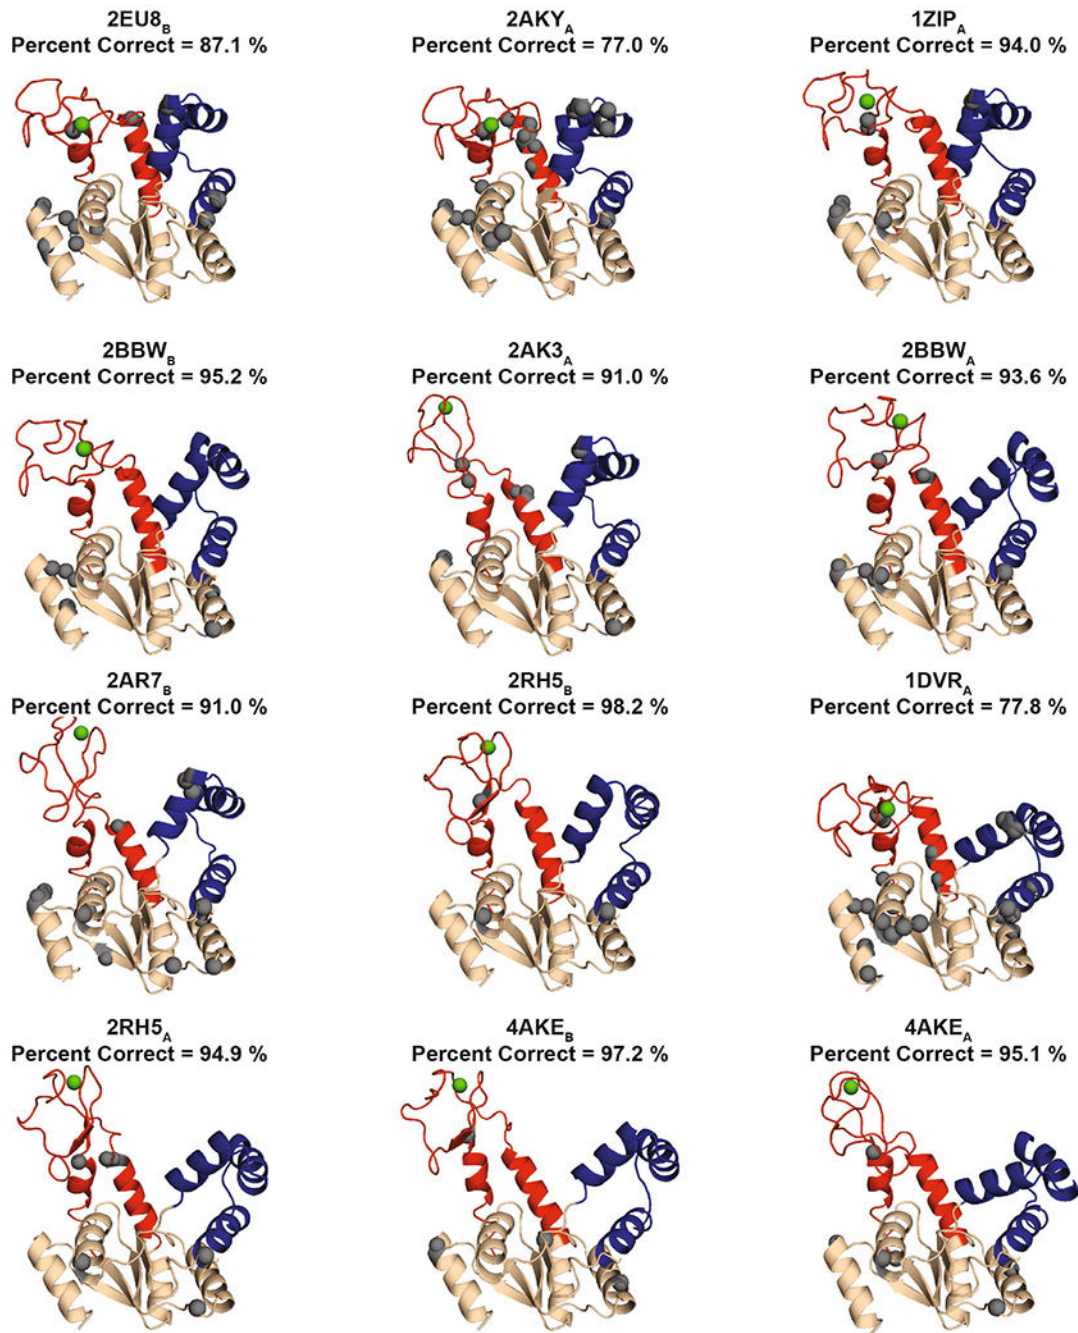 2EU8B
Percent Correct = 87.1 %
2AKYA
Percent Correct = 77.0 %
1ZIPA
Percent Correct = 94.0 %
2BBWB
Percent Correct = 95.2 %
2AK3A
Percent Correct = 91.0 %
2BBWA
Percent Correct = 93.6 %
2AR7B
Percent Correct = 91.0 %
2RH5B
Percent Correct = 98.2 %
1DVRA
Percent Correct = 77.8 %
2RH5A
Percent Correct = 94.9 %
4AKEB
Percent Correct = 97.2 %
4AKEA
Percent Correct = 95.1 %